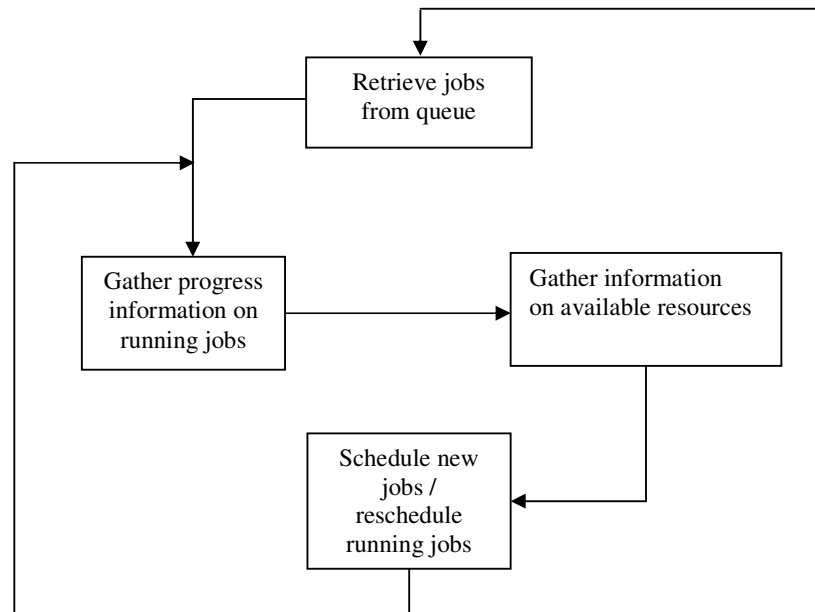 Retrieve jobs
from queue
Gather progress
information on
running jobs
Gather information
on available resources
Schedule new
jobs /
reschedule
running jobs